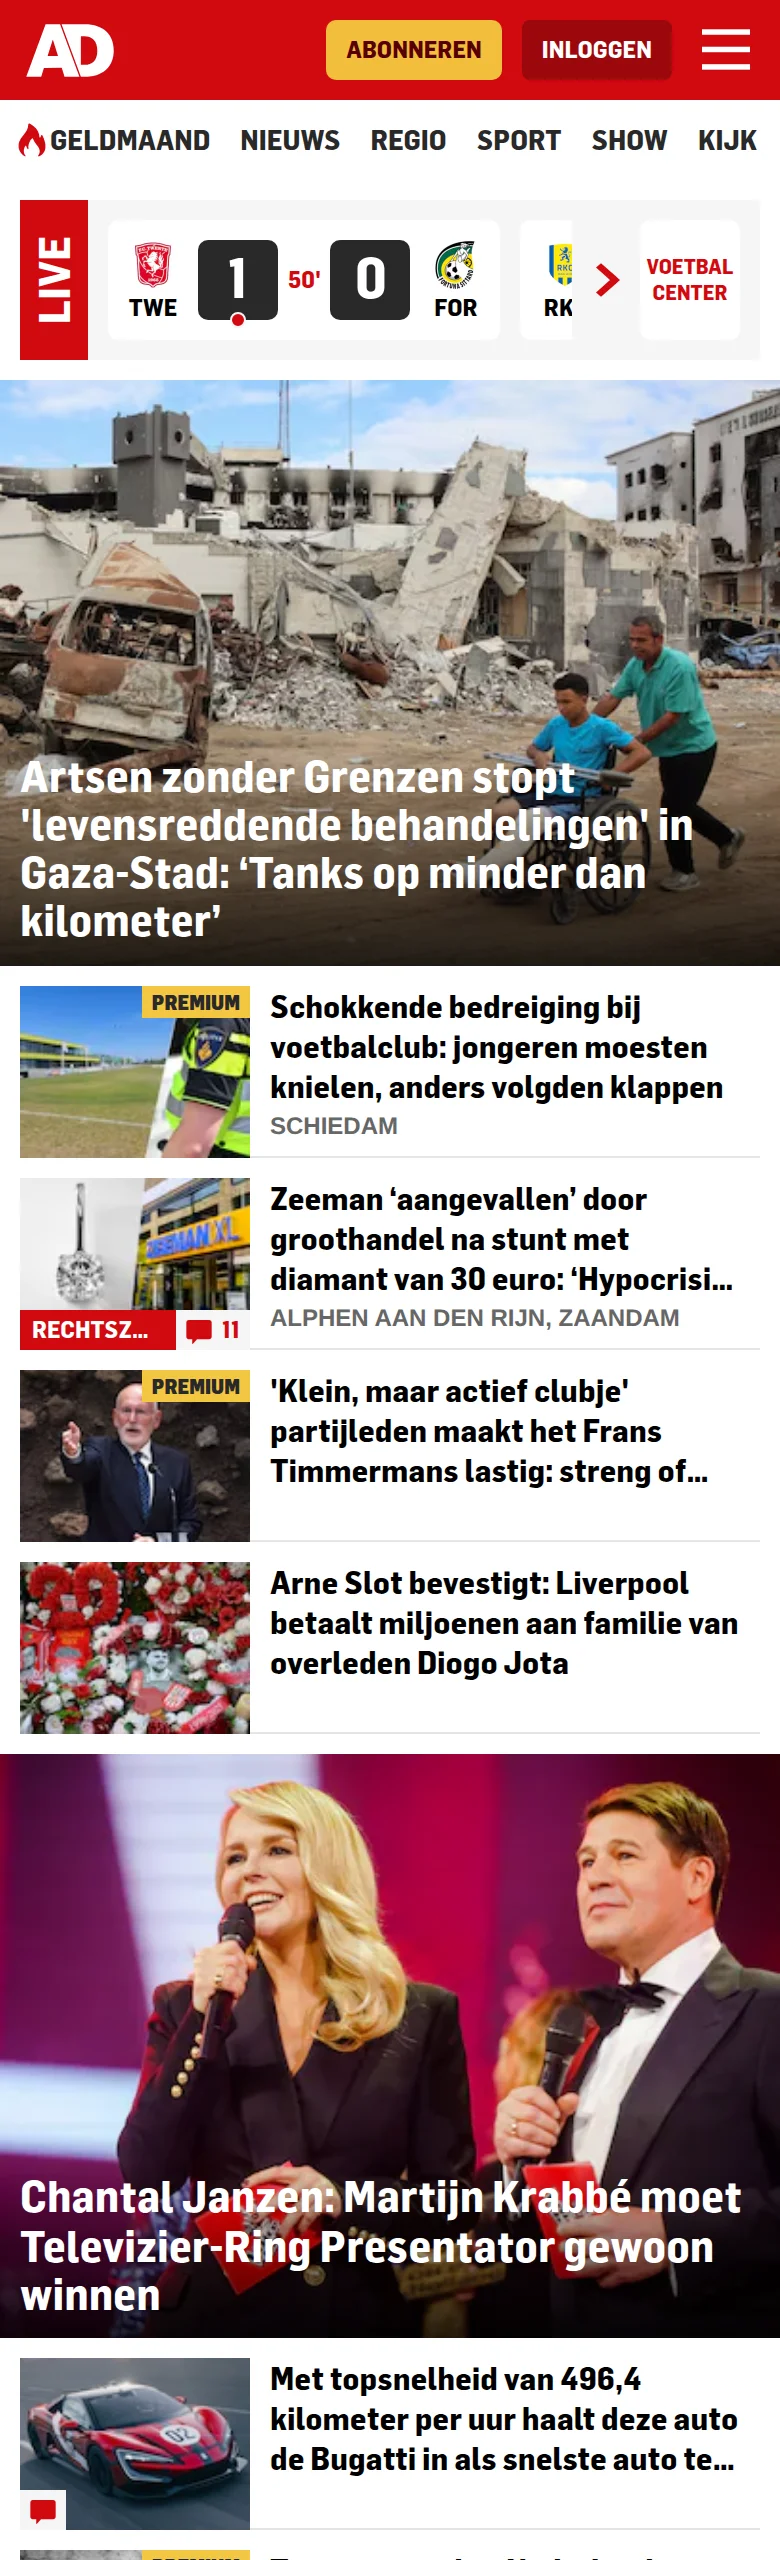 AD
ABONNEREN
INLOGGEN
GELDMAAND NIEUWS REGIO SPORT SHOW KIJK
LIVE
TWE
1
50'
0
FOR
RKC
RK
VOETBAL
CENTER
Artsen zonder Grenzen stopt
'levensreddende behandelingen' in
Gaza-Stad: ‘Tanks op minder dan
kilometer’
PREMIUM
Schokkende bedreiging bij
voetbalclub: jongeren moesten
knielen, anders volgden klappen
SCHIEDAM
ZEEMAN XL
RECHTSZ...
11
Zeeman ‘aangevallen’ door
groothandel na stunt met
diamant van 30 euro: ‘Hypocrisi...
ALPHEN AAN DEN RIJN, ZAANDAM
PREMIUM
'Klein, maar actief clubje'
partijleden maakt het Frans
Timmermans lastig: streng of...
20
Arne Slot bevestigt: Liverpool
betaalt miljoenen aan familie van
overleden Diogo Jota
Chantal Janzen: Martijn Krabbé moet
Televizier-Ring Presentator gewoon
winnen
02
Met topsnelheid van 496,4
kilometer per uur haalt deze auto
de Bugatti in als snelste auto te...